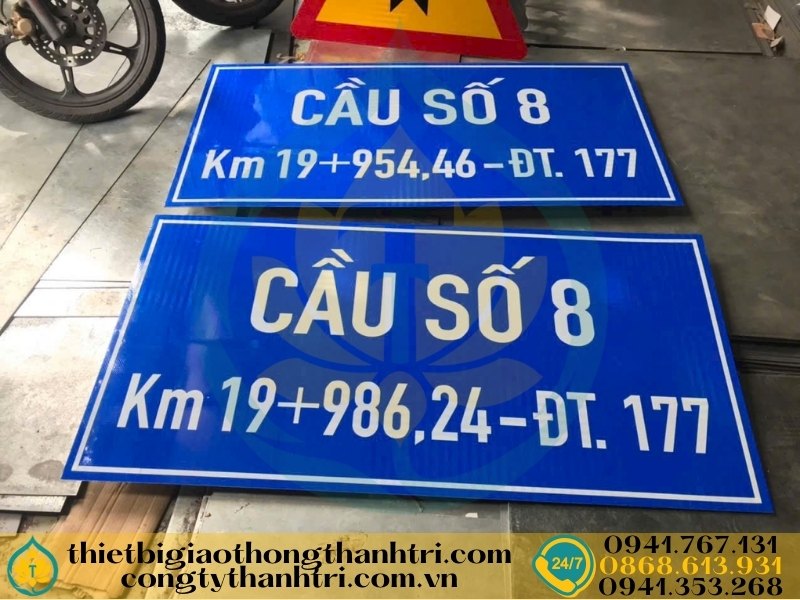 CẦU SỐ 8
Km 19+954,46-ĐT. 177
CẦU SỐ 8
Km 19+986,24-ĐT. 177
T
T
thietbigiaothongthanhtri.com
congtythanhtri.com.vn
24/7
0941.767.131
0868.613.931
0941.353.268